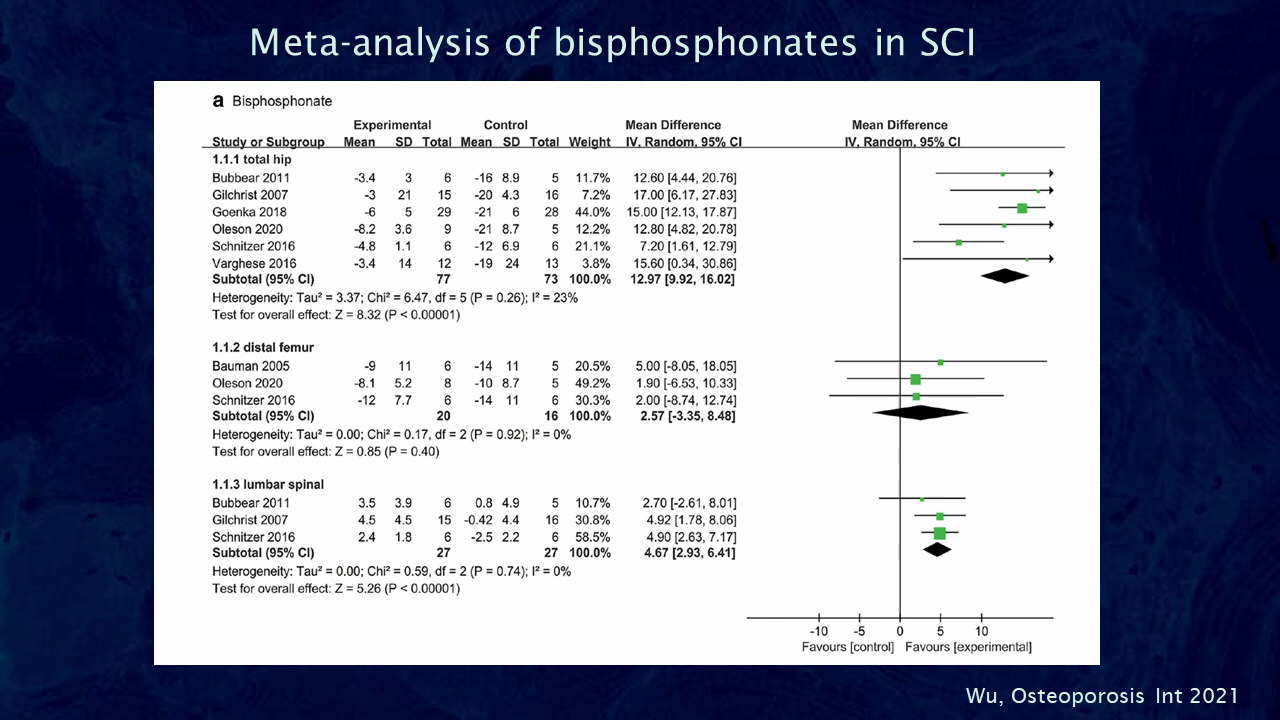 Meta-analysis of bisphosphonates in SCI
a Bisphosphonate
Experimental Control Mean Difference Mean Difference
Study or Subgroup Mean SD Total Mean SD Total Weight IV, Random, 95% CI IV, Random, 95% CI
1.1.1 total hip
Bubbear 2011 -3.4 3 6 -16 8.9 5 11.7% 12.60 [4.44, 20.76]
Gilchrist 2007 -3 21 15 -20 4.3 16 7.2% 17.00 [6.17, 27.83]
Goenka 2018 -6 5 29 -21 6 28 44.0% 15.00 [12.13, 17.87]
Oleson 2020 -8.2 3.6 9 -21 8.7 5 12.2% 12.80 [4.82, 20.78]
Schnitzer 2016 -4.8 1.1 6 -12 6.9 6 21.1% 7.20 [1.61, 12.79]
Varghese 2016 -3.4 14 12 -19 24 13 3.8% 15.60 [0.34, 30.86]
Subtotal (95% CI) 77 73 100.0% 12.97 [9.92, 16.02]
Heterogeneity: Tau² = 3.37; Chi² = 6.47, df = 5 (P = 0.26); I² = 23%
Test for overall effect: Z = 8.32 (P < 0.00001)
1.1.2 distal femur
Bauman 2005 -9 11 6 -14 11 5 20.5% 5.00 [-8.05, 18.05]
Oleson 2020 -8.1 5.2 8 -10 8.7 5 49.2% 1.90 [-6.53, 10.33]
Schnitzer 2016 -12 7.7 6 -14 11 6 30.3% 2.00 [-8.74, 12.74]
Subtotal (95% CI) 20 16 100.0% 2.57 [-3.35, 8.48]
Heterogeneity: Tau² = 0.00; Chi² = 0.17, df = 2 (P = 0.92); I² = 0%
Test for overall effect: Z = 0.85 (P = 0.40)
1.1.3 lumbar spinal
Bubbear 2011 3.5 3.9 6 0.8 4.9 5 10.7% 2.70 [-2.61, 8.01]
Gilchrist 2007 4.5 4.5 15 -0.42 4.4 16 30.8% 4.92 [1.78, 8.06]
Schnitzer 2016 2.4 1.8 6 -2.5 2.2 6 58.5% 4.90 [2.63, 7.17]
Subtotal (95% CI) 27 27 100.0% 4.67 [2.93, 6.41]
Heterogeneity: Tau² = 0.00; Chi² = 0.59, df = 2 (P = 0.74); I² = 0%
Test for overall effect: Z = 5.26 (P < 0.00001)
-10 -5 0 5 10
Favours [control] Favours [experimental]
Wu, Osteoporosis Int 2021